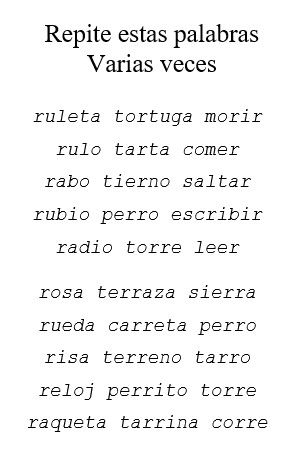 Repite estas palabras
Varias veces
ruleta tortuga morir
rulo tarta comer
rabo tierno saltar
rubio perro escribir
radio torre leer
rosa terraza sierra
rueda carreta perro
risa terreno tarro
reloj perrito torre
raqueta tarrina corre